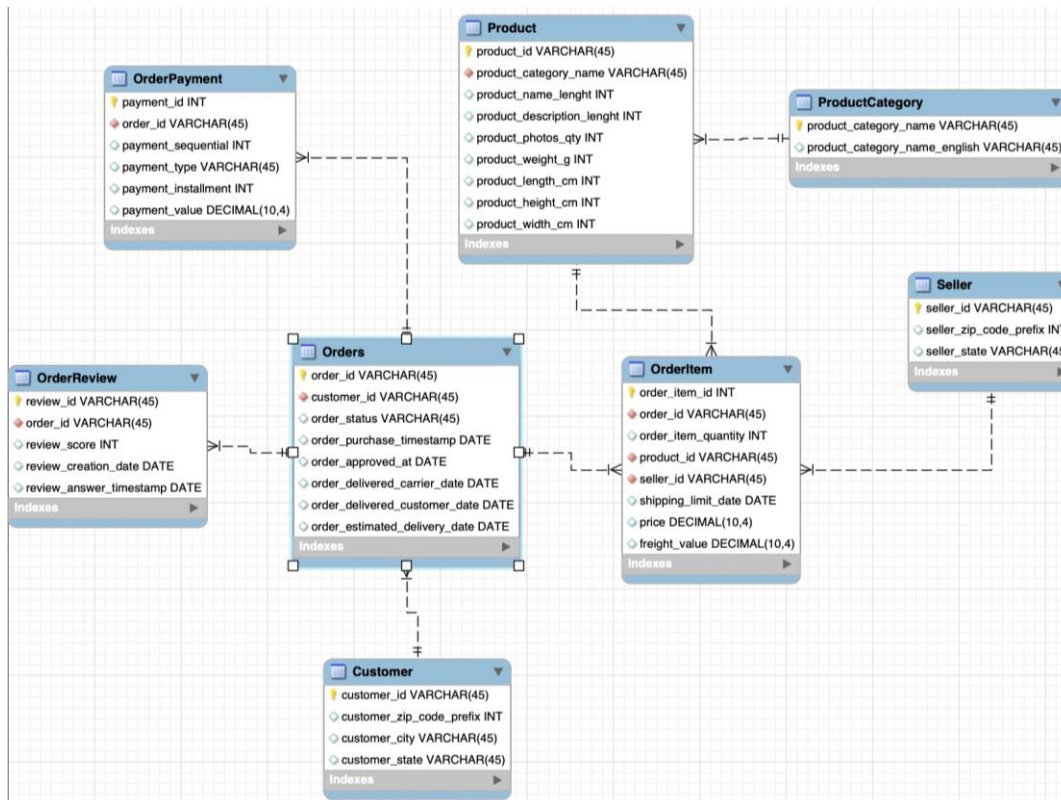 Product
product_id VARCHAR(45)
product_category_name VARCHAR(45)
product_name_lenght INT
product_description_lenght INT
product_photos_qty INT
product_weight_g INT
product_length_cm INT
product_height_cm INT
product_width_cm INT
Indexes
OrderPayment
payment_id INT
order_id VARCHAR(45)
payment_sequential INT
payment_type VARCHAR(45)
payment_installment INT
payment_value DECIMAL(10,4)
Indexes
ProductCategory
product_category_name VARCHAR(45)
product_category_name_english VARCHAR(45)
Indexes
Seller
seller_id VARCHAR(45)
seller_zip_code_prefix INT
seller_state VARCHAR(45)
Indexes
Orders
order_id VARCHAR(45)
customer_id VARCHAR(45)
order_status VARCHAR(45)
order_purchase_timestamp DATE
order_approved_at DATE
order_delivered_carrier_date DATE
order_delivered_customer_date DATE
order_estimated_delivery_date DATE
Indexes
OrderItem
order_item_id INT
order_id VARCHAR(45)
order_item_quantity INT
product_id VARCHAR(45)
seller_id VARCHAR(45)
shipping_limit_date DATE
price DECIMAL(10,4)
freight_value DECIMAL(10,4)
Indexes
OrderReview
review_id VARCHAR(45)
order_id VARCHAR(45)
review_score INT
review_creation_date DATE
review_answer_timestamp DATE
Indexes
Customer
customer_id VARCHAR(45)
customer_zip_code_prefix INT
customer_city VARCHAR(45)
customer_state VARCHAR(45)
Indexes